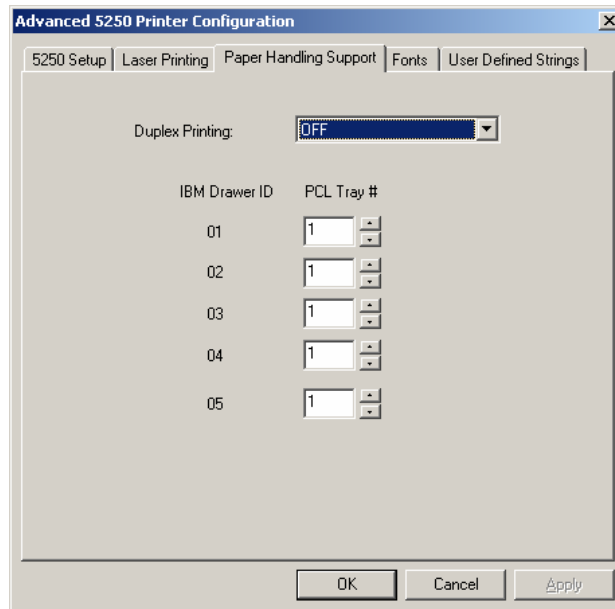 Advanced 5250 Printer Configuration
5250 Setup Laser Printing Paper Handling Support Fonts User Defined Strings
Duplex Printing: OFF
IBM Drawer ID PCL Tray #
01 1
02 1
03 1
04 1
05 1
OK Cancel Apply